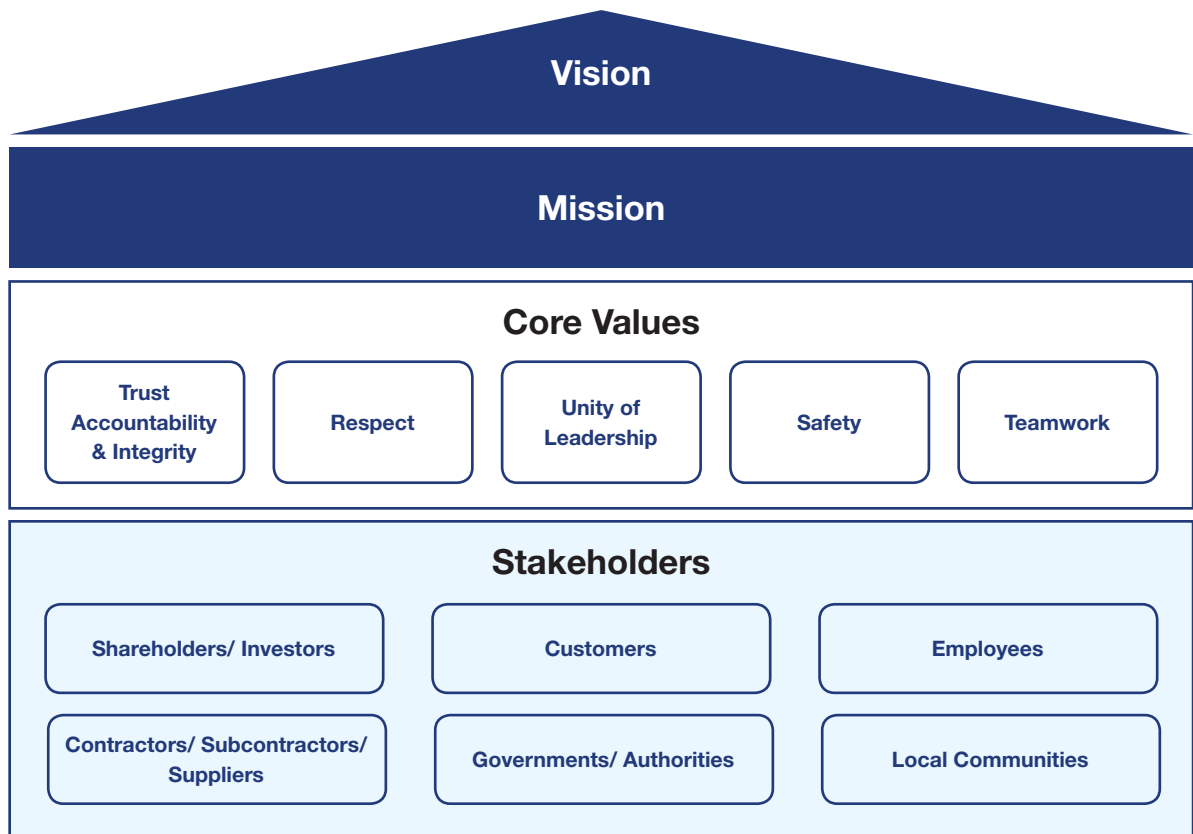 Vision
Mission
Core Values
Trust
Accountability
& Integrity
Respect
Unity of
Leadership
Safety
Teamwork
Stakeholders
Shareholders/ Investors
Customers
Employees
Contractors/ Subcontractors/
Suppliers
Governments/ Authorities
Local Communities